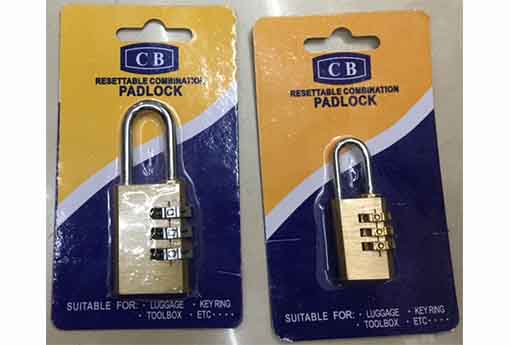 CB
RESETTABLE COMBINATION
PADLOCK
SUITABLE FOR: · LUGGAGE · KEY RING
· TOOLBOX · ETC····
CB
RESETTABLE COMBINATION
PADLOCK
SUITABLE FOR: · LUGGAGE · KEY RING
· TOOLBOX · ETC····